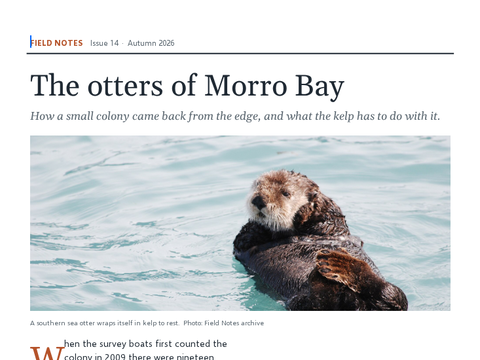 FIELD NOTES Issue 14 · Autumn 2026
The otters of Morro Bay
How a small colony came back from the edge, and what the kelp has to do with it.
A southern sea otter wraps itself in kelp to rest. Photo: Field Notes archive
When the survey boats first counted the
colony in 2009 there were nineteen